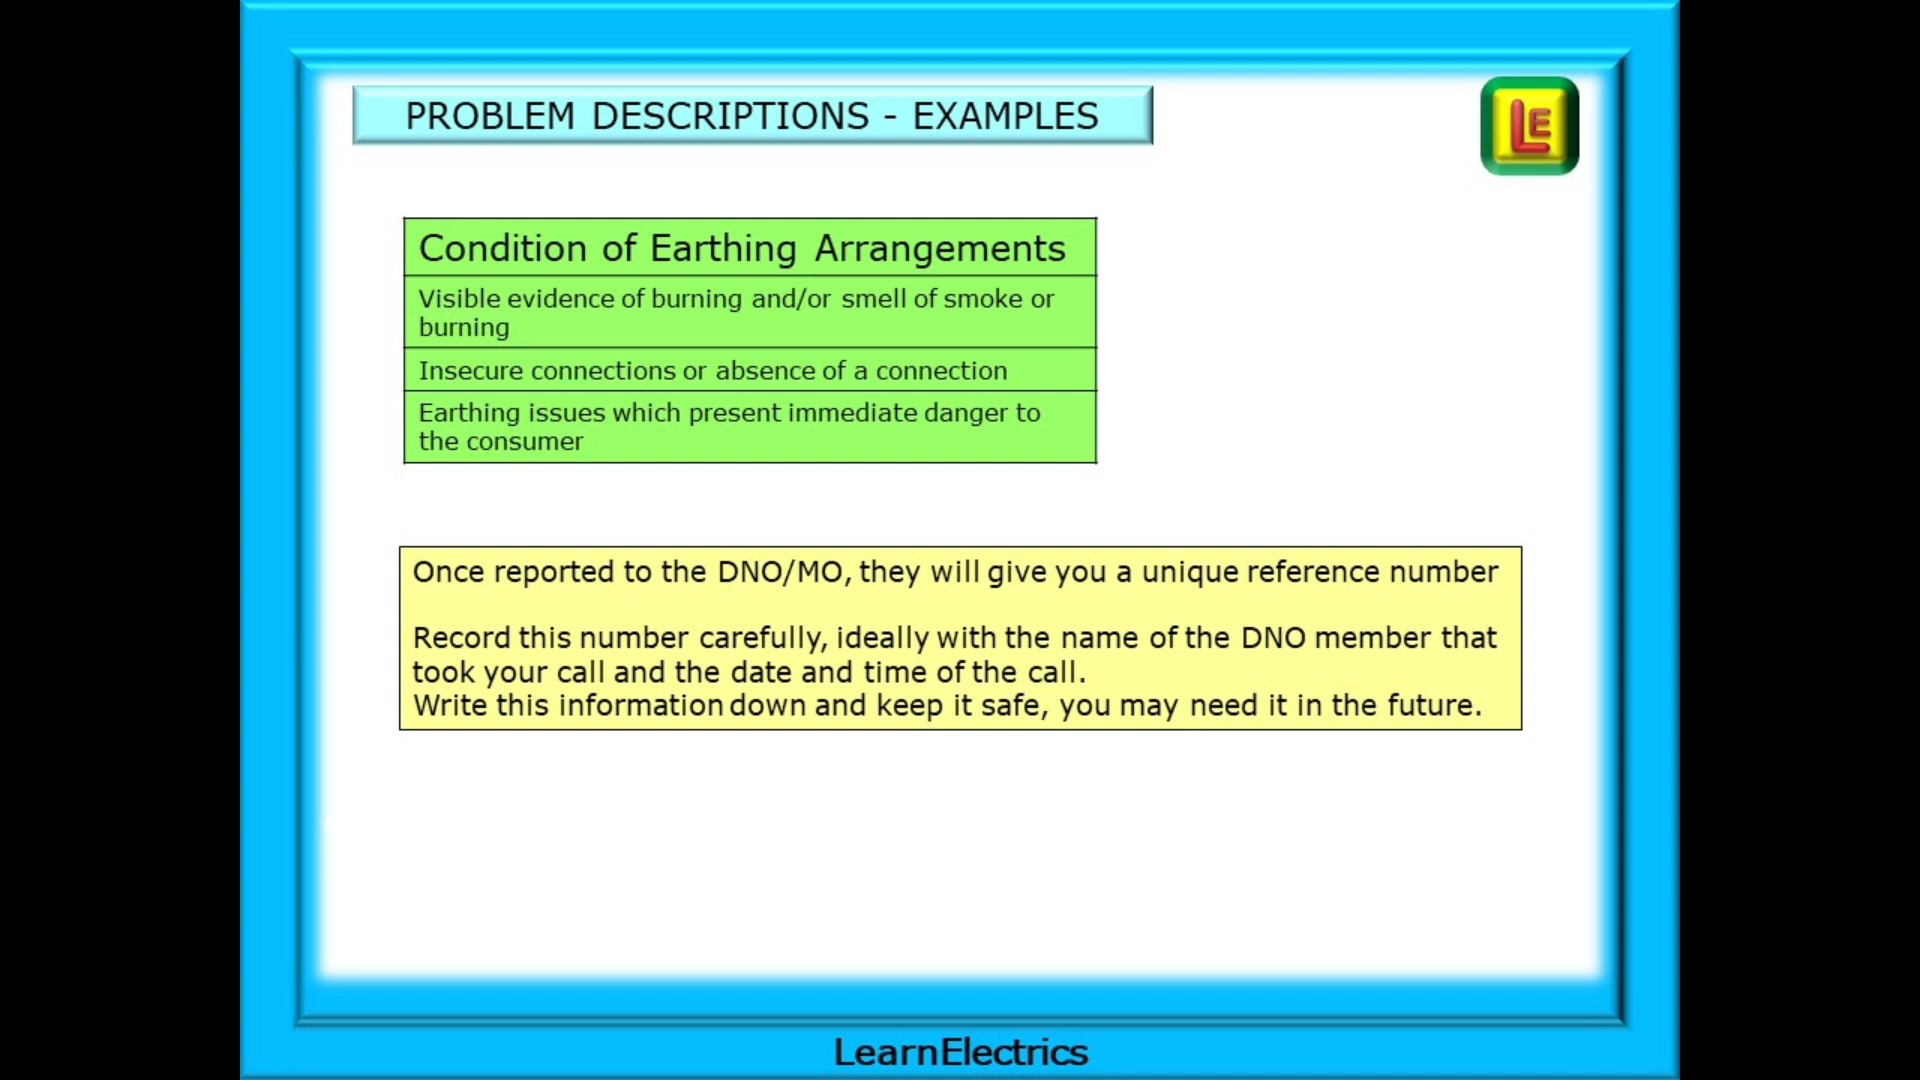 PROBLEM DESCRIPTIONS - EXAMPLES
LE
Condition of Earthing Arrangements
Visible evidence of burning and/or smell of smoke or
burning
Insecure connections or absence of a connection
Earthing issues which present immediate danger to
the consumer
Once reported to the DNO/MO, they will give you a unique reference number
Record this number carefully, ideally with the name of the DNO member that
took your call and the date and time of the call.
Write this information down and keep it safe, you may need it in the future.
LearnElectrics